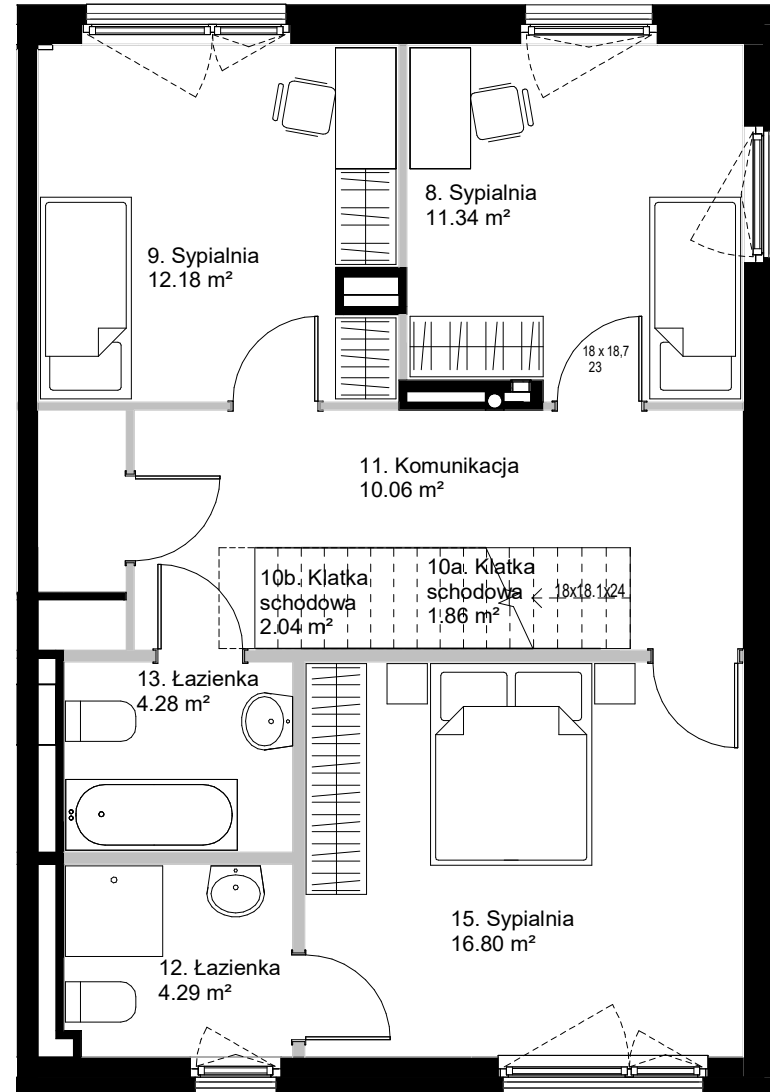 8. Sypialnia
11.34 m²
9. Sypialnia
12.18 m²
18 x 18,7
23
11. Komunikacja
10.06 m²
10b. Klatka
schodowa
2.04 m²
10a. Klatka
schodowa
1.86 m²
18x18.1x24
13. Łazienka
4.28 m²
15. Sypialnia
16.80 m²
12. Łazienka
4.29 m²